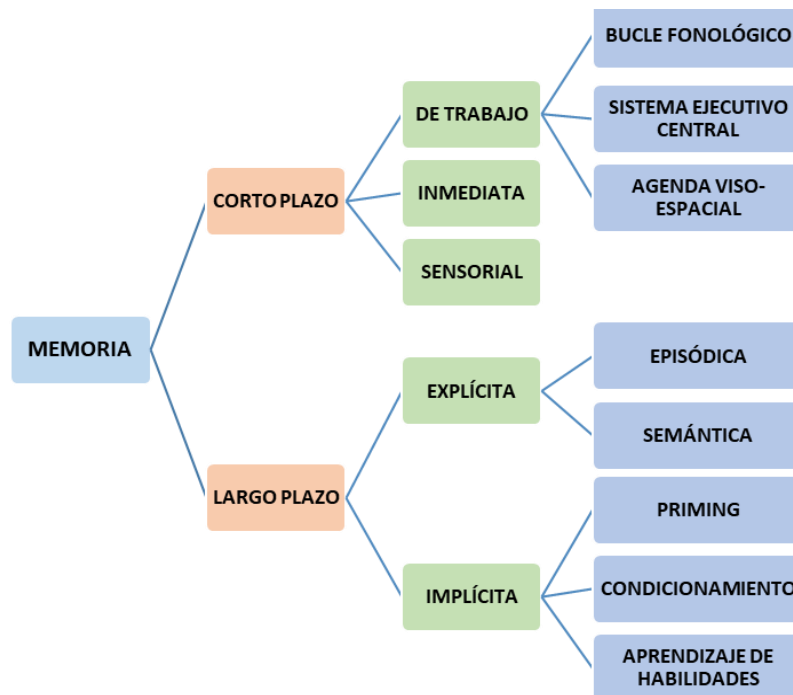 BUCLE FONOLÓGICO
DE TRABAJO
SISTEMA EJECUTIVO
CENTRAL
CORTO PLAZO
INMEDIATA
AGENDA VISO-
ESPACIAL
SENSORIAL
MEMORIA
EXPLÍCITA
EPISÓDICA
SEMÁNTICA
LARGO PLAZO
PRIMING
IMPLÍCITA
CONDICIONAMIENTO
APRENDIZAJE DE
HABILIDADES